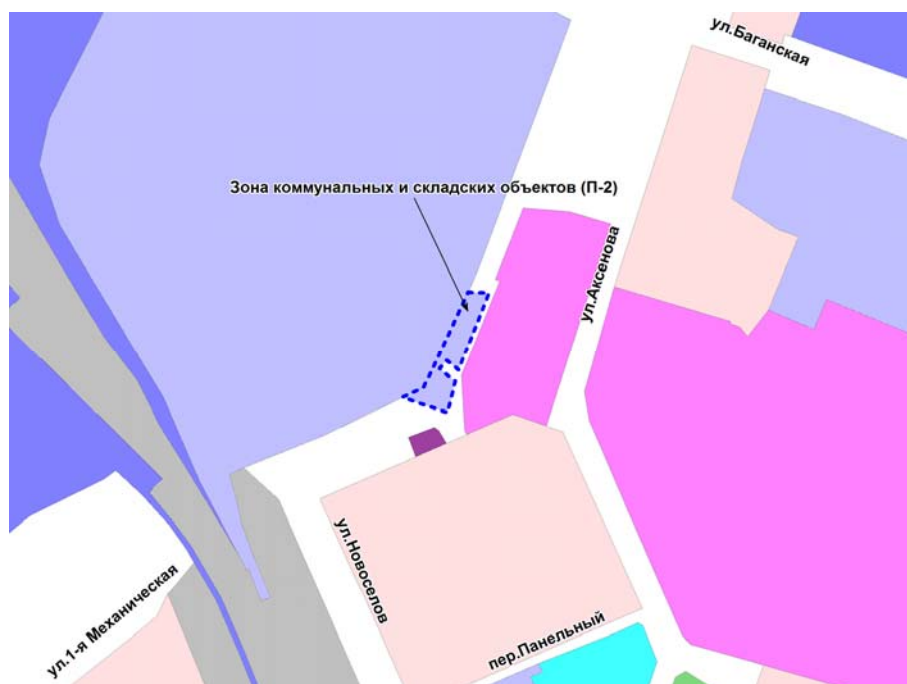 ул.Баганская
Зона коммунальных и складских объектов (П-2)
ул.Аксенова
ул.Новоселов
ул.1-я Механическая
пер.Панельный